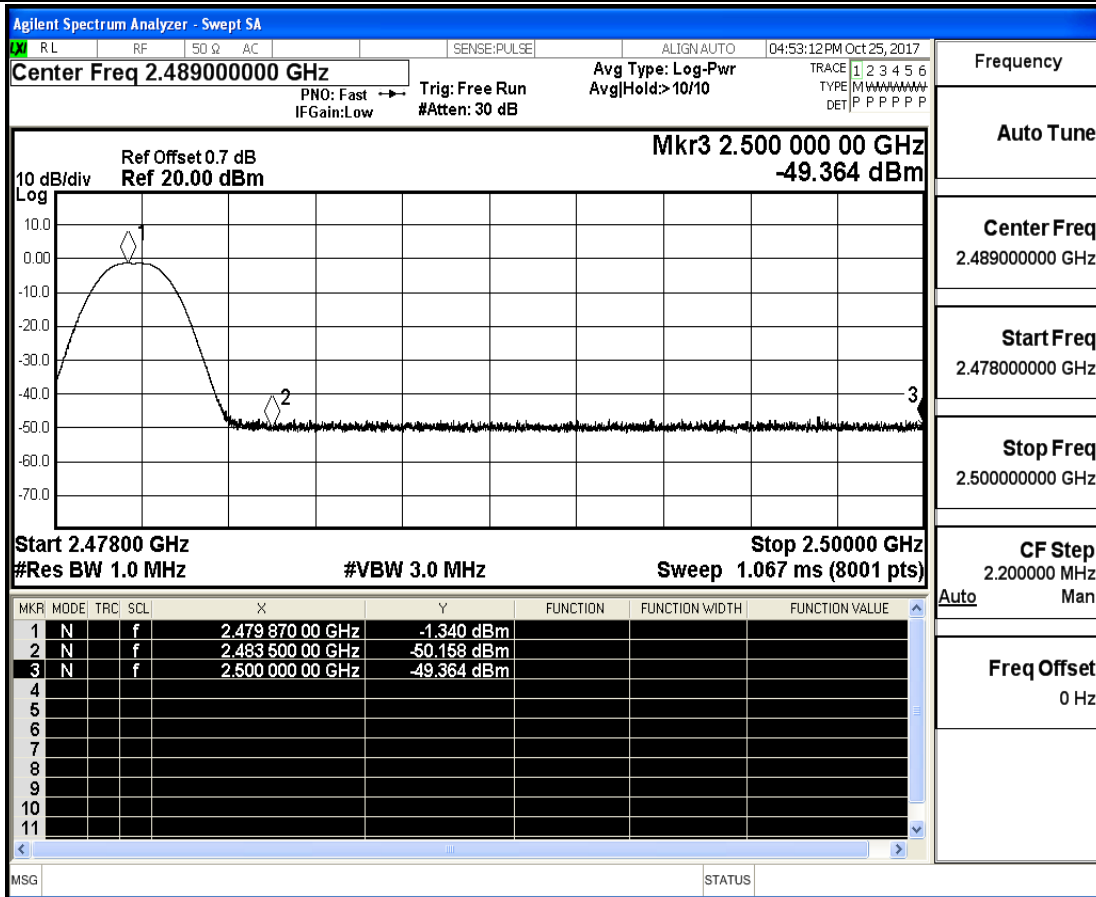 Agilent Spectrum Analyzer - Swept SA
LXI RL RF 50 Ω AC SENSE:PULSE ALIGN AUTO 04:53:12 PM Oct 25, 2017
Center Freq 2.489000000 GHz
PNO: Fast
IFGain:Low
Trig: Free Run
#Atten: 30 dB
Avg Type: Log-Pwr
Avg|Hold:>10/10
TRACE 1 2 3 4 5 6
TYPE M WWWWW
DET P P P P P P
Ref Offset 0.7 dB
10 dB/div Ref 20.00 dBm
Log
Mkr3 2.500 000 00 GHz
-49.364 dBm
10.0
0.00
-10.0
-20.0
-30.0
-40.0
-50.0
-60.0
-70.0
1
2
3
Start 2.47800 GHz Stop 2.50000 GHz
#Res BW 1.0 MHz #VBW 3.0 MHz Sweep 1.067 ms (8001 pts)
MKR MODE TRC SCL X Y FUNCTION FUNCTION WIDTH FUNCTION VALUE
1 N f 2.479 870 00 GHz -1.340 dBm
2 N f 2.483 500 00 GHz -50.158 dBm
3 N f 2.500 000 00 GHz -49.364 dBm
4
5
6
7
8
9
10
11
MSG STATUS
Frequency
Auto Tune
Center Freq
2.489000000 GHz
Start Freq
2.478000000 GHz
Stop Freq
2.500000000 GHz
CF Step
2.200000 MHz
Auto Man
Freq Offset
0 Hz